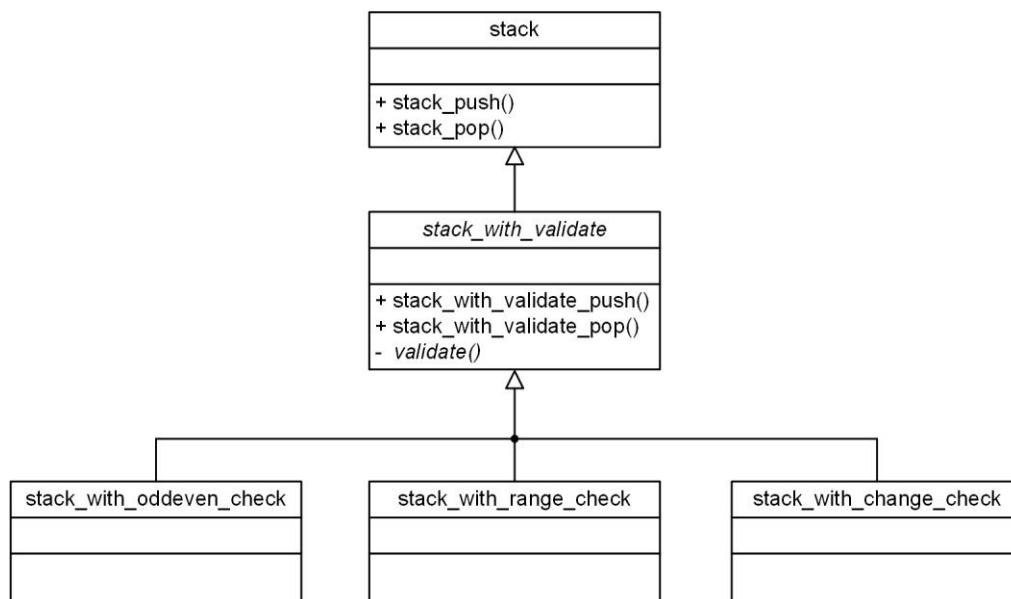 stack
+ stack_push()
+ stack_pop()
stack_with_validate
+ stack_with_validate_push()
+ stack_with_validate_pop()
- validate()
stack_with_oddeven_check
stack_with_range_check
stack_with_change_check